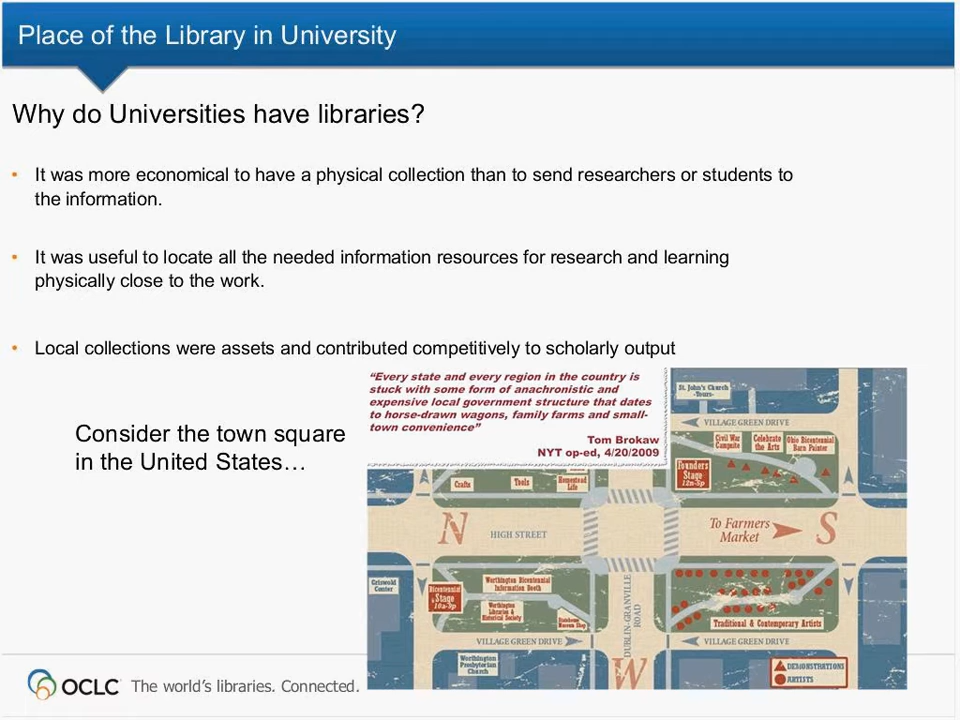 Place of the Library in University
Why do Universities have libraries?
• It was more economical to have a physical collection than to send researchers or students to
the information.
• It was useful to locate all the needed information resources for research and learning
physically close to the work.
• Local collections were assets and contributed competitively to scholarly output
Consider the town square
in the United States…
“Every state and every region in the country is
stuck with some form of anachronistic and
expensive local government structure that dates
to horse-drawn wagons, family farms and small-
town convenience”
Tom Brokaw
NYT op-ed, 4/20/2009
St. John's Church
-Tours-
VILLAGE GREEN DRIVE
Civil War
Campsite
Celebrate
the Arts
Ohio Bicentennial
Barn Painter
Founders
Stage
12n-5p
Crafts
Tools
Homestead
Life
N
HIGH STREET
To Farmers
Market
S
Griswold
Center
Bicentennial
Stage
10a-3p
Worthington Bicentennial
Information Booth
Worthington
Libraries &
Historical Society
Museum Shop
Traditional & Contemporary Artists
DUBLIN-GRANVILLE
ROAD
VILLAGE GREEN DRIVE
VILLAGE GREEN DRIVE
Worthington
Presbyterian
Church
W
DEMONSTRATIONS
ARTISTS
OCLC
The world's libraries. Connected.